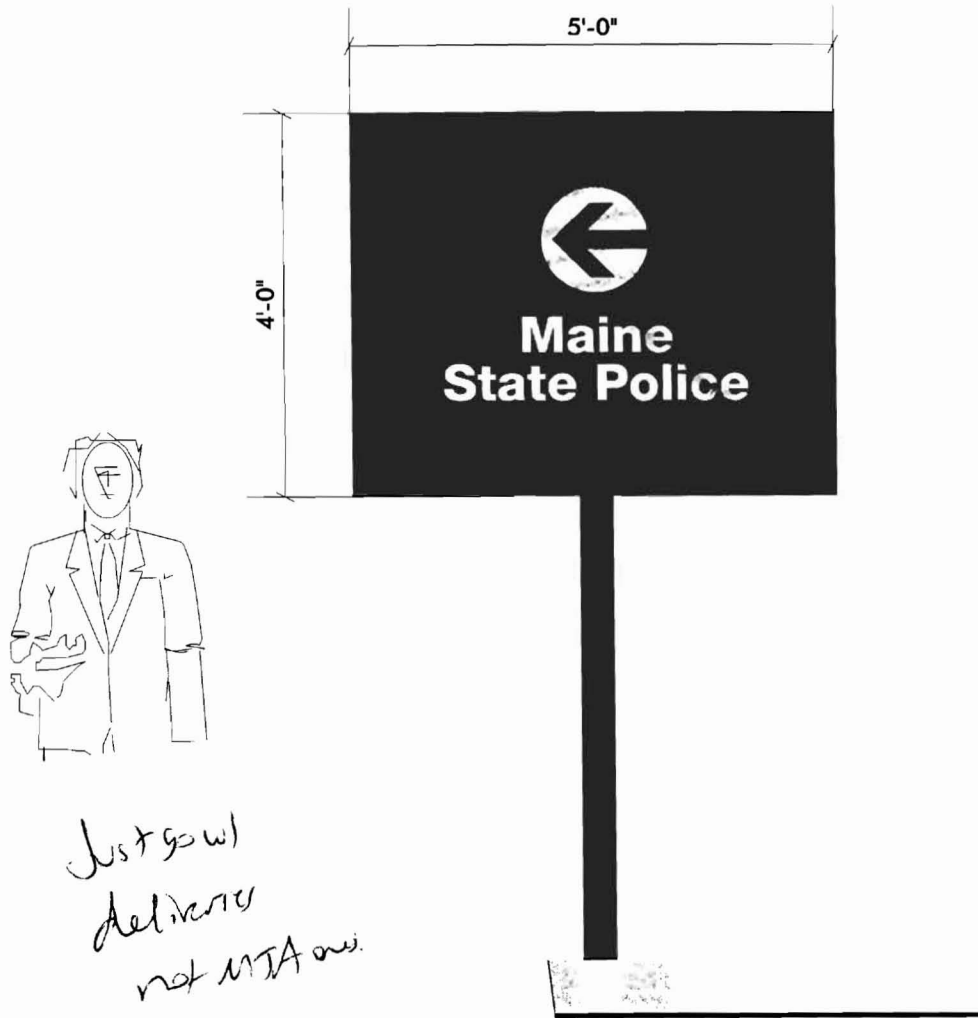 5'-0"
4'-0"
Maine
State Police
Just go w/
deliveries
not MTA